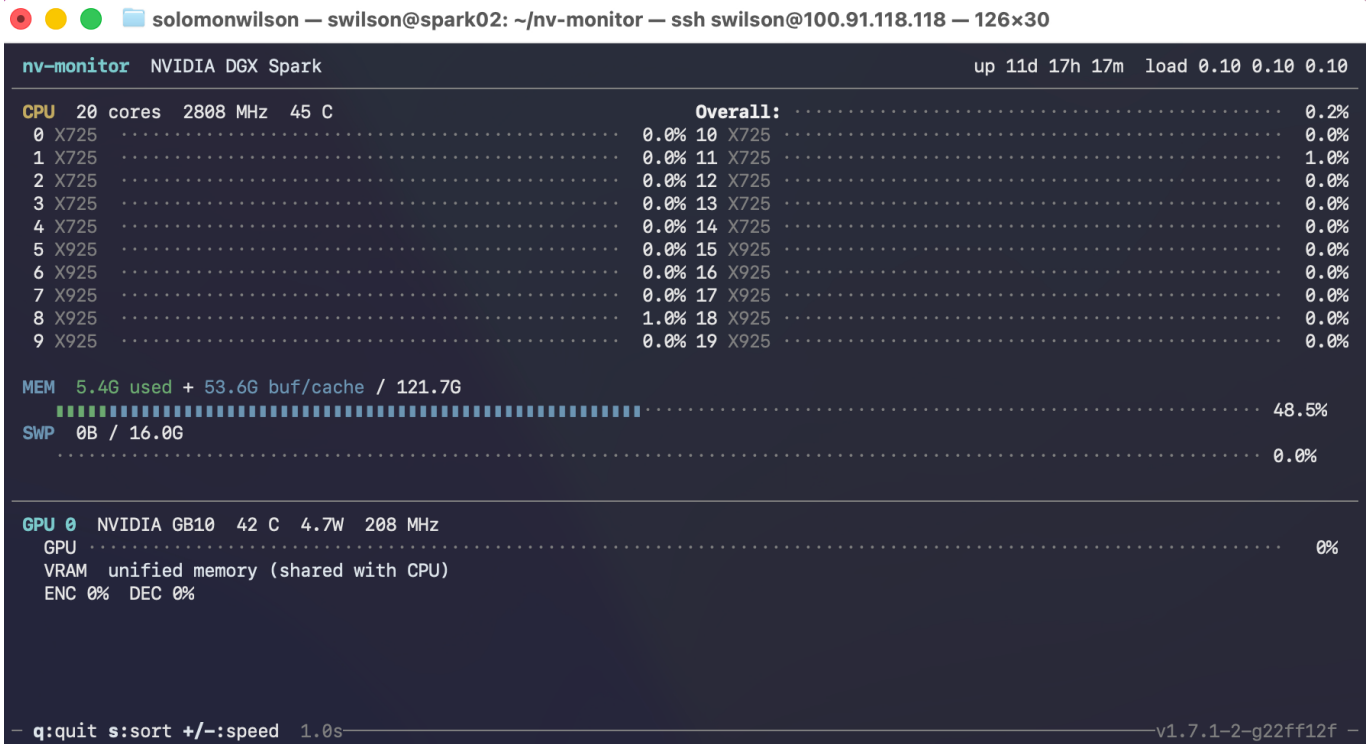 solomonwilson — swilson@spark02: ~/nv-monitor — ssh swilson@100.91.118.118 — 126×30
nv-monitor NVIDIA DGX Spark up 11d 17h 17m load 0.10 0.10 0.10
CPU 20 cores 2808 MHz 45 C Overall: 0.2%
0 X725 0.0% 10 X725 0.0%
1 X725 0.0% 11 X725 1.0%
2 X725 0.0% 12 X725 0.0%
3 X725 0.0% 13 X725 0.0%
4 X725 0.0% 14 X725 0.0%
5 X925 0.0% 15 X925 0.0%
6 X925 0.0% 16 X925 0.0%
7 X925 0.0% 17 X925 0.0%
8 X925 1.0% 18 X925 0.0%
9 X925 0.0% 19 X925 0.0%
MEM 5.4G used + 53.6G buf/cache / 121.7G
48.5%
SWP 0B / 16.0G
0.0%
GPU 0 NVIDIA GB10 42 C 4.7W 208 MHz
GPU 0%
VRAM unified memory (shared with CPU)
ENC 0% DEC 0%
q:quit s:sort +/-:speed 1.0s v1.7.1-2-g22ff12f